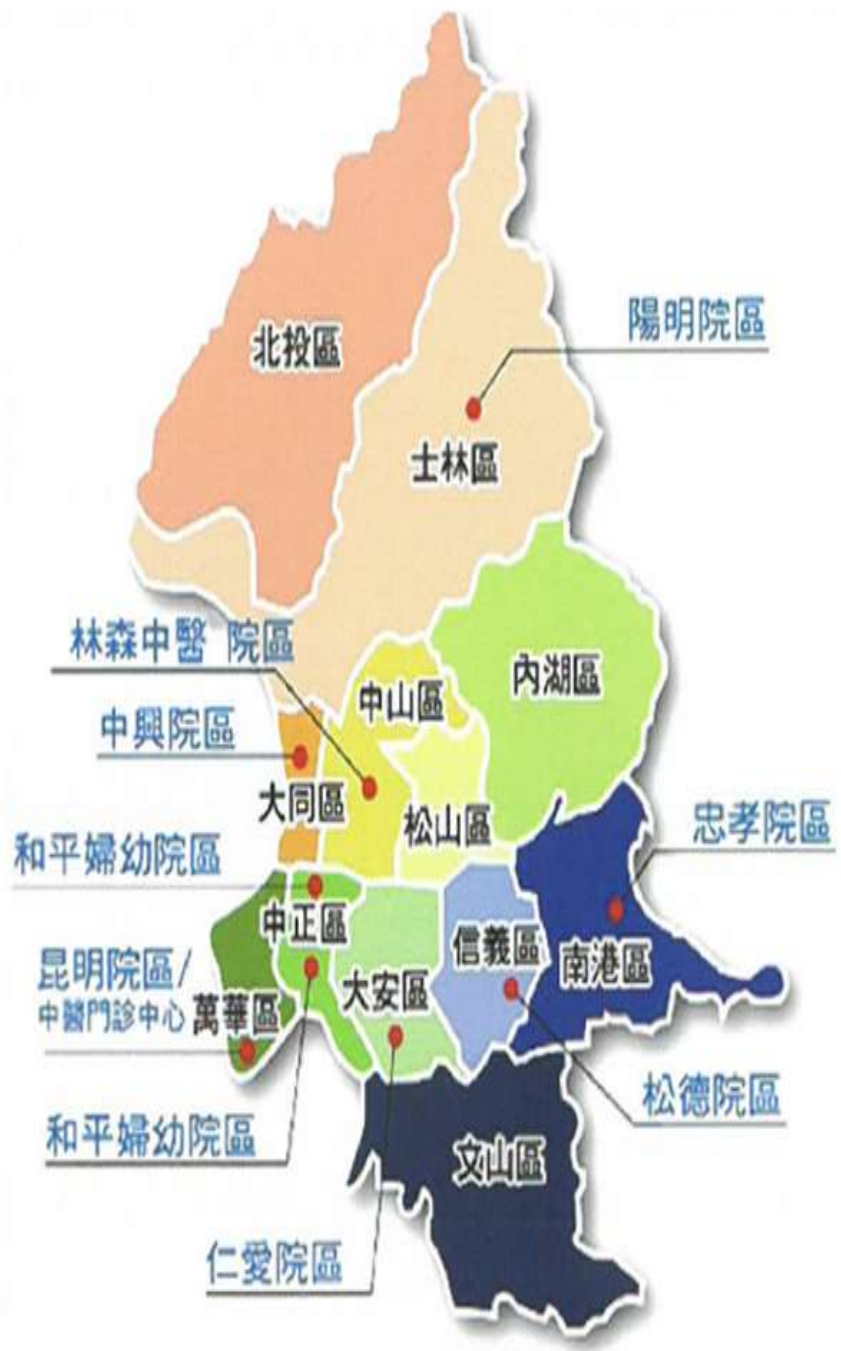 陽明院區
北投區
士林區
林森中醫 院區
內湖區
中山區
中興院區
大同區
松山區
忠孝院區
和平婦幼院區
中正區
信義區
昆明院區/
中醫門診中心
萬華區
大安區
南港區
松德院區
和平婦幼院區
文山區
仁愛院區